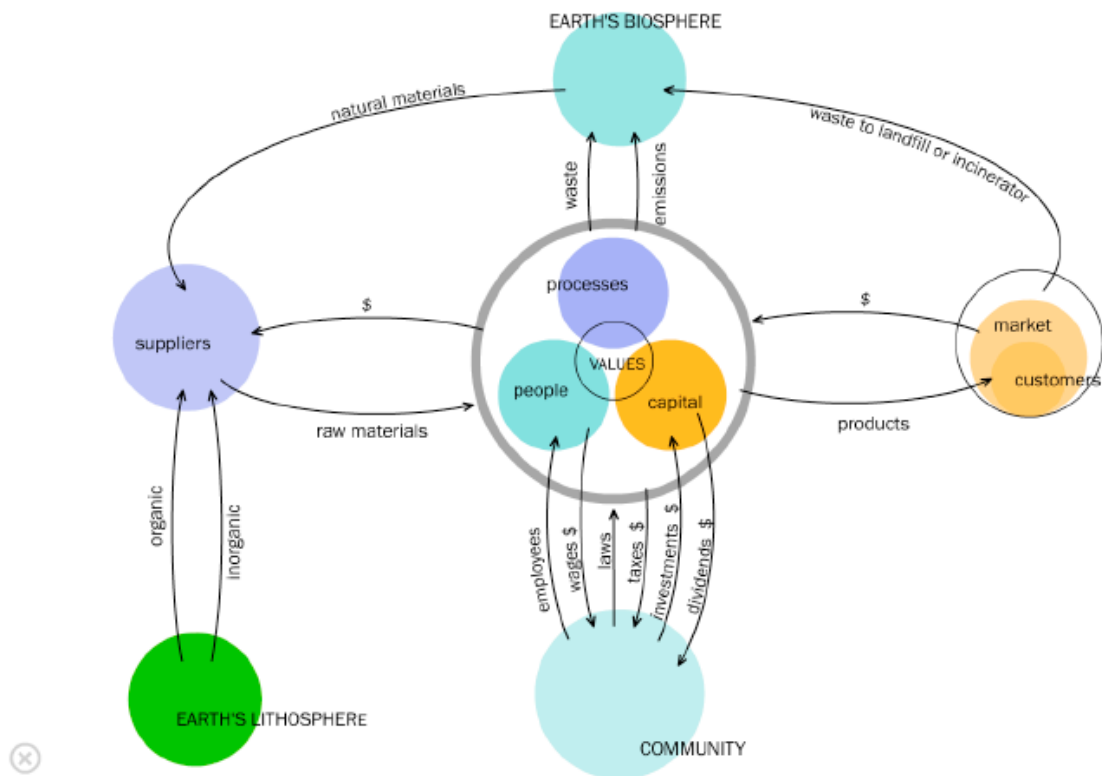 EARTH'S BIOSPHERE
natural materials
waste to landfill or incinerator
waste
emissions
processes
$
$
suppliers
market
VALUES
customers
people
capital
raw materials
products
organic
inorganic
employees
wages $
laws
taxes $
investments $
dividends $
EARTH'S LITHOSPHERE
COMMUNITY